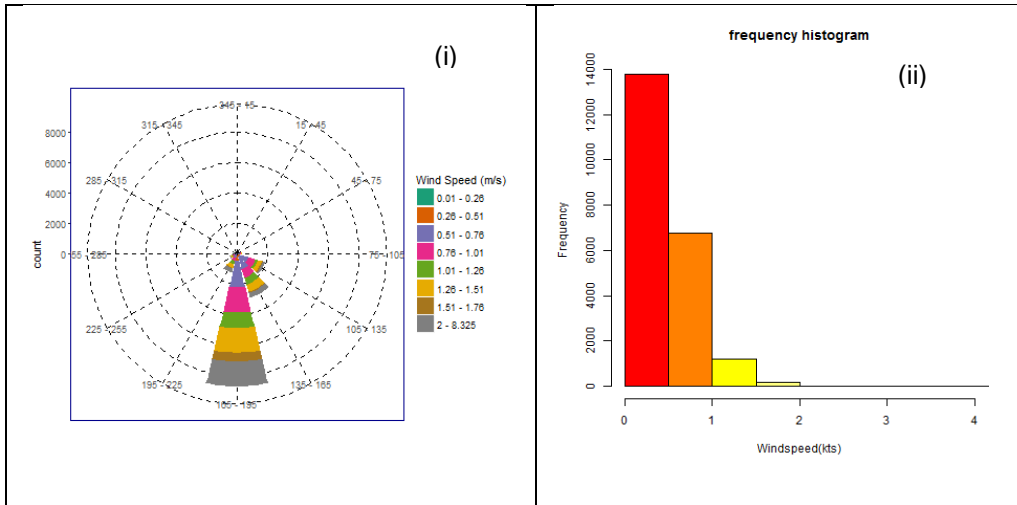 (i)
345 - 15
315 - 345
15 - 45
285 - 315
45 - 75
255 - 285
75 - 105
225 - 255
105 - 135
195 - 225
135 - 165
165 - 195
8000
6000
4000
2000
0
count
Wind Speed (m/s)
0.01 - 0.26
0.26 - 0.51
0.51 - 0.76
0.76 - 1.01
1.01 - 1.26
1.26 - 1.51
1.51 - 1.76
2 - 8.325
frequency histogram
(ii)
14000
12000
10000
8000
6000
4000
2000
0
Frequency
0 1 2 3 4
Windspeed(kts)